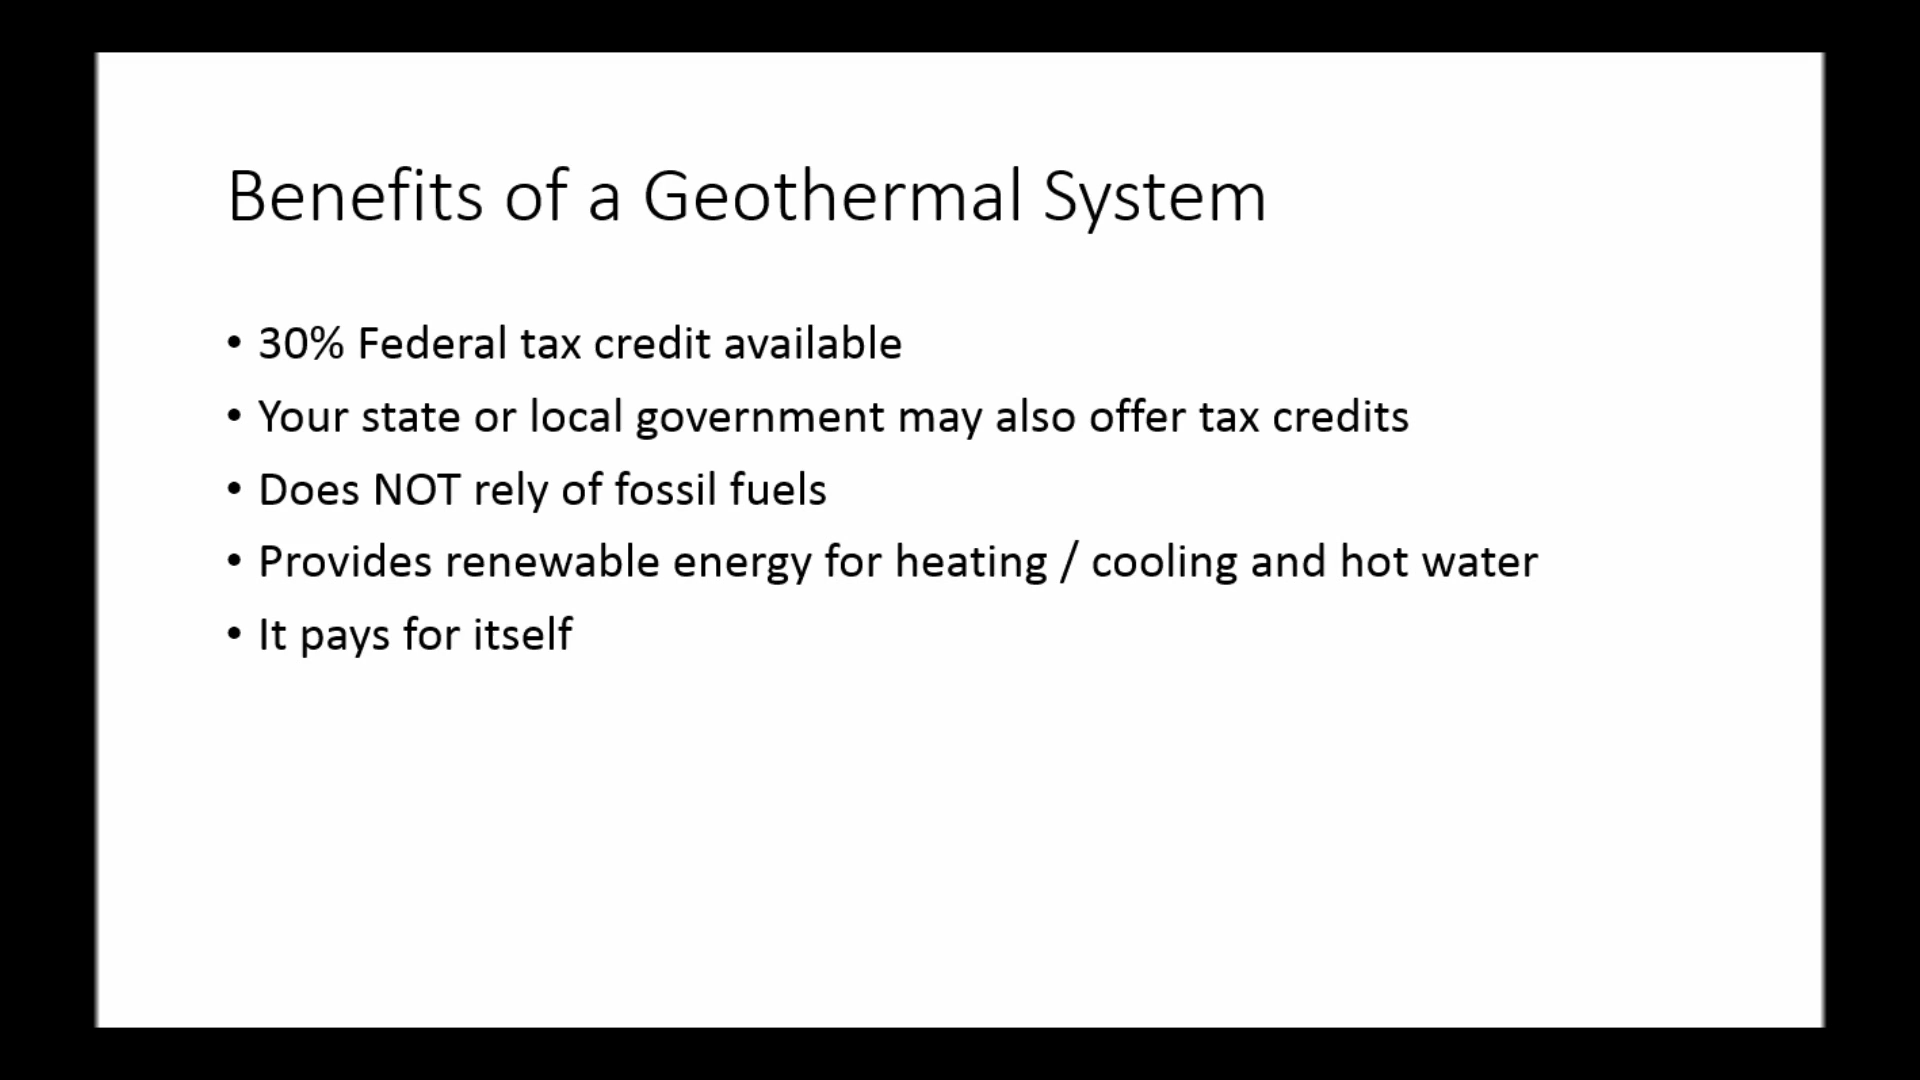 Benefits of a Geothermal System
• 30% Federal tax credit available
• Your state or local government may also offer tax credits
• Does NOT rely of fossil fuels
• Provides renewable energy for heating / cooling and hot water
• It pays for itself